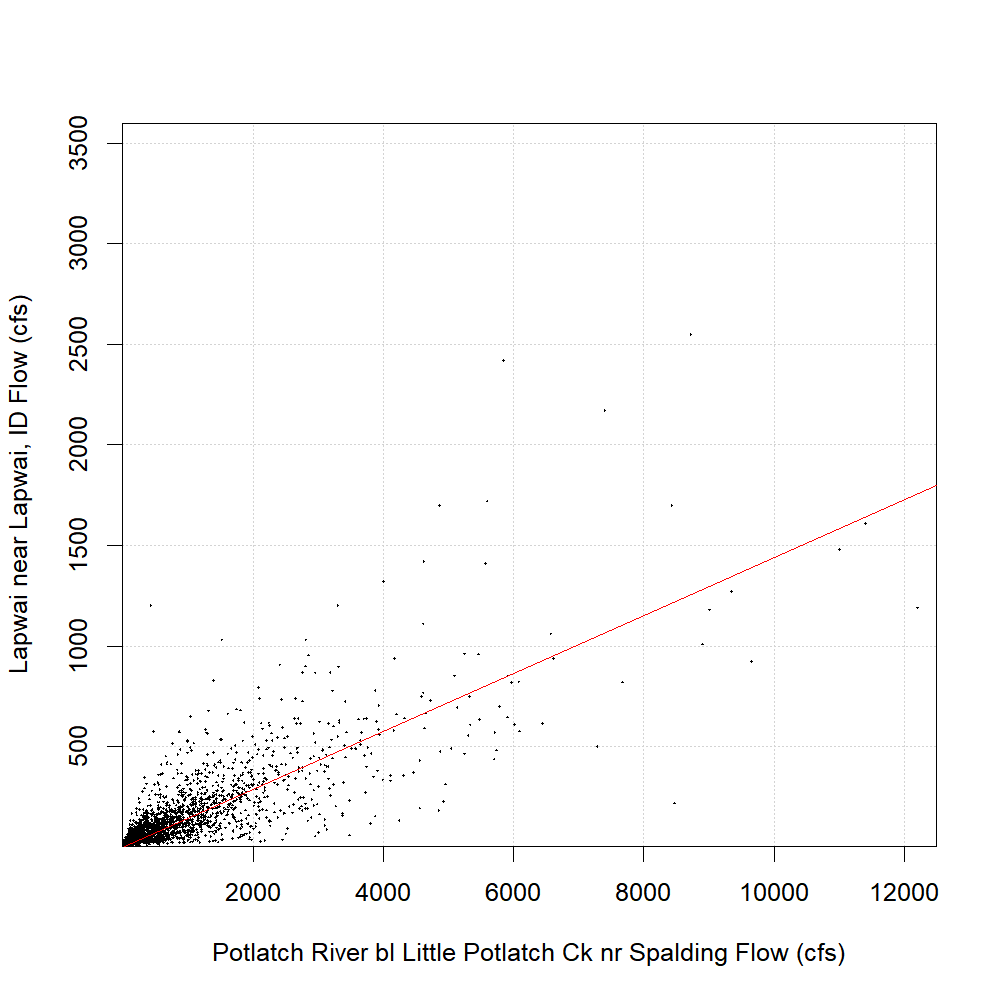 3500
3000
2500
2000
1500
1000
500
Lapwai near Lapwai, ID Flow (cfs)
2000 4000 6000 8000 10000 12000
Potlatch River bl Little Potlatch Ck nr Spalding Flow (cfs)